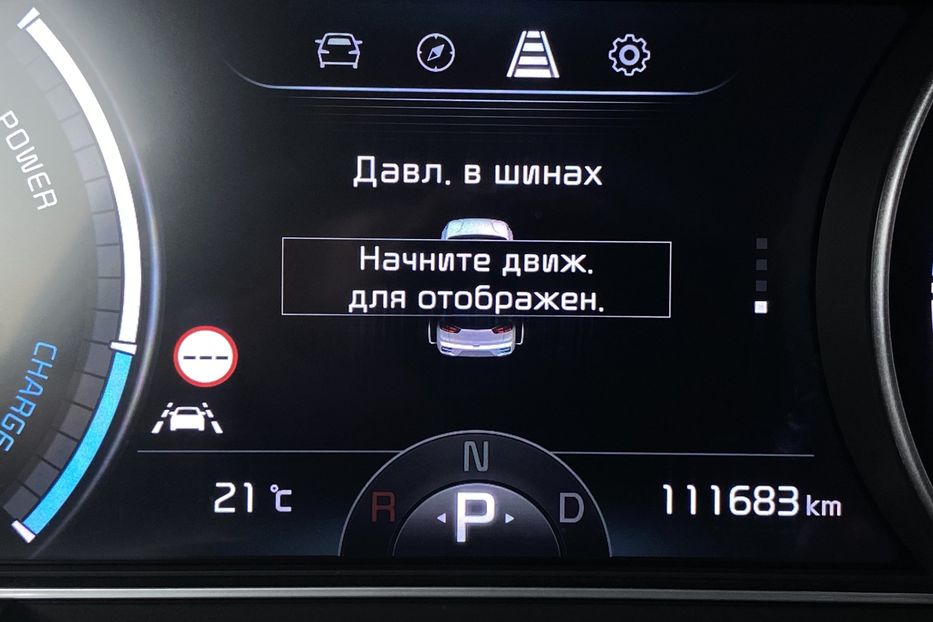 Давл. в шинах
Начните движ.
для отображен.
POWER
CHARGE
---
N
R P D
21 °C
111683 km